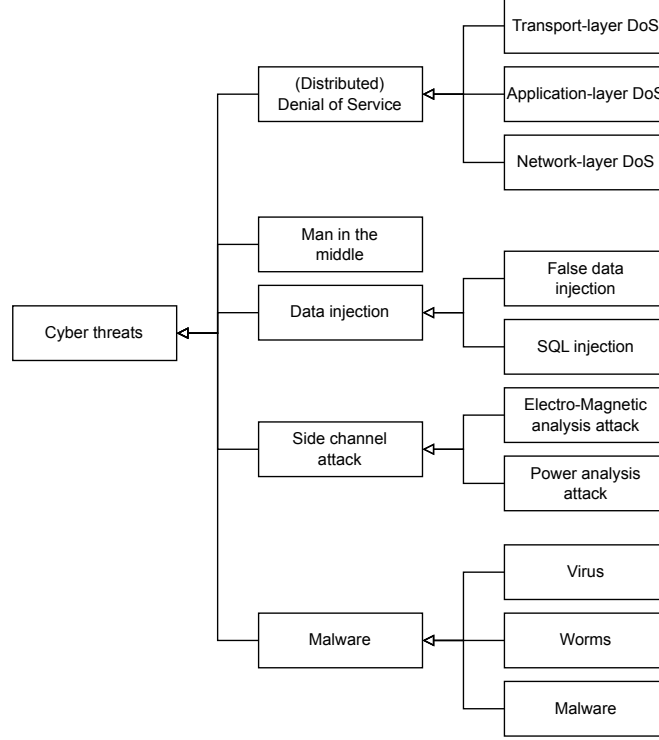 Transport-layer DoS
(Distributed)
Denial of Service
Application-layer DoS
Network-layer DoS
Man in the
middle
False data
injection
Data injection
Cyber threats
SQL injection
Electro-Magnetic
analysis attack
Side channel
attack
Power analysis
attack
Virus
Malware
Worms
Malware